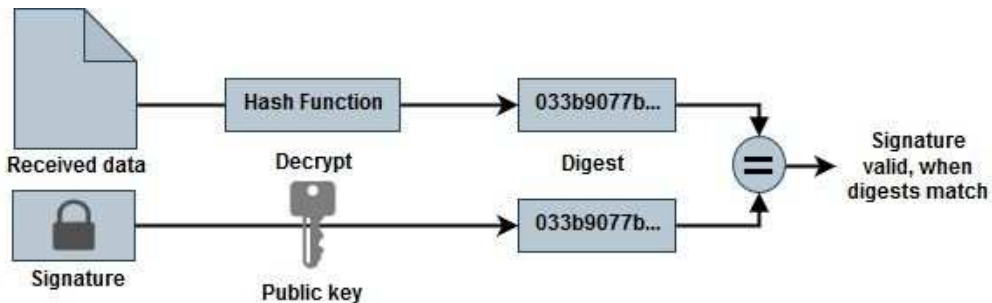 Hash Function
033b9077b...
Received data
Decrypt
Digest
Signature
valid, when
digests match
033b9077b...
Signature
Public key